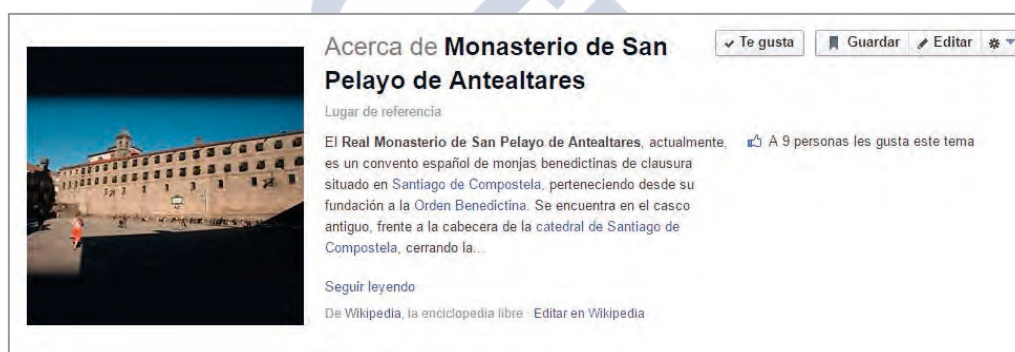 Acerca de Monasterio de San
Pelayo de Antealtares
Te gusta
Guardar
Editar
Lugar de referencia
El Real Monasterio de San Pelayo de Antealtares, actualmente,
es un convento español de monjas benedictinas de clausura
situado en Santiago de Compostela, perteneciendo desde su
fundación a la Orden Benedictina. Se encuentra en el casco
antiguo, frente a la cabecera de la catedral de Santiago de
Compostela, cerrando la...
A 9 personas les gusta este tema
Seguir leyendo
De Wikipedia, la enciclopedia libre · Editar en Wikipedia